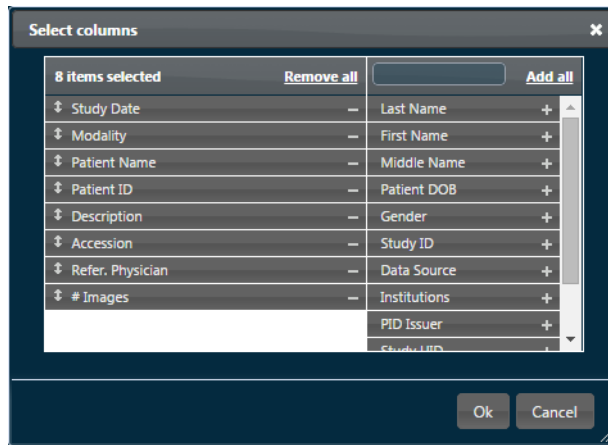 Select columns
8 items selected Remove all Add all
Study Date Last Name
Modality First Name
Patient Name Middle Name
Patient ID Patient DOB
Description Gender
Accession Study ID
Refer. Physician Data Source
# Images Institutions
PID Issuer
Study UID
Ok Cancel